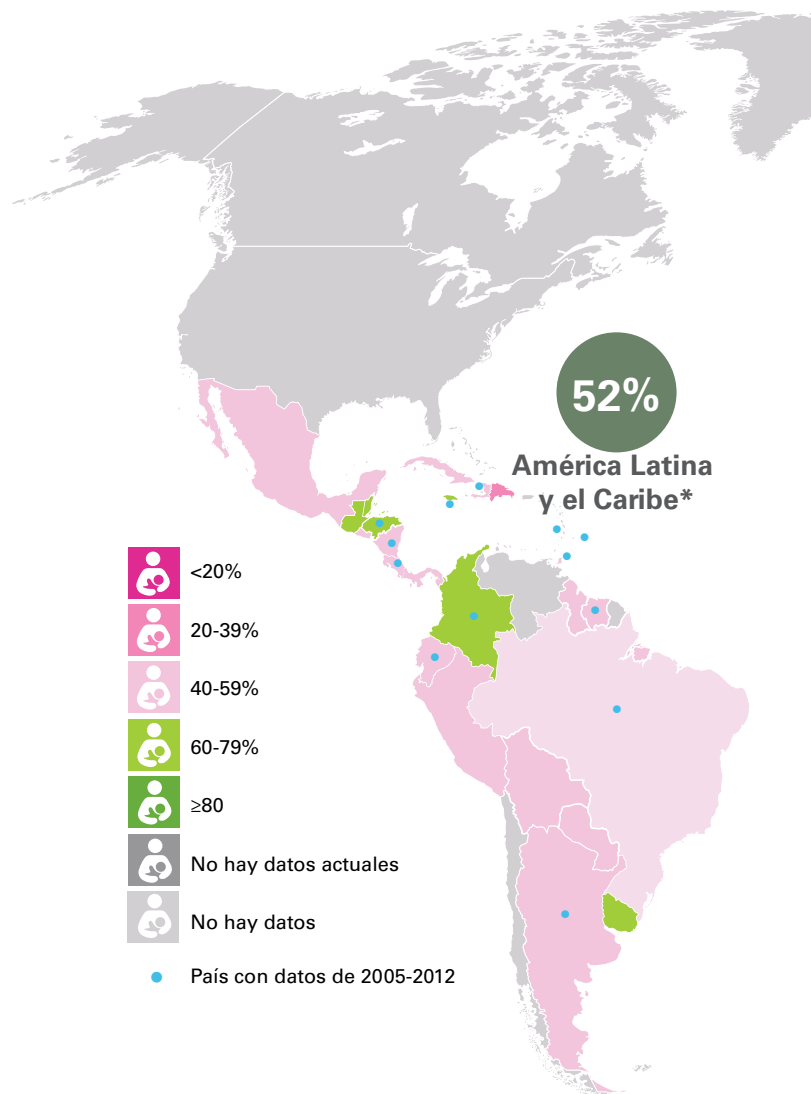 52%
América Latina
y el Caribe*
<20%
20-39%
40-59%
60-79%
≥80
No hay datos actuales
No hay datos
País con datos de 2005-2012